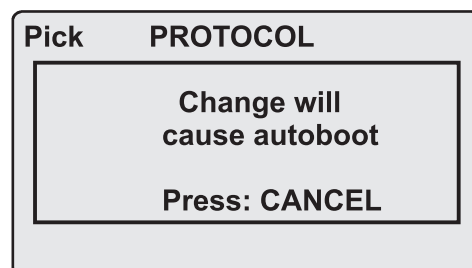 Pick PROTOCOL
Change will
cause autoboot
Press: CANCEL